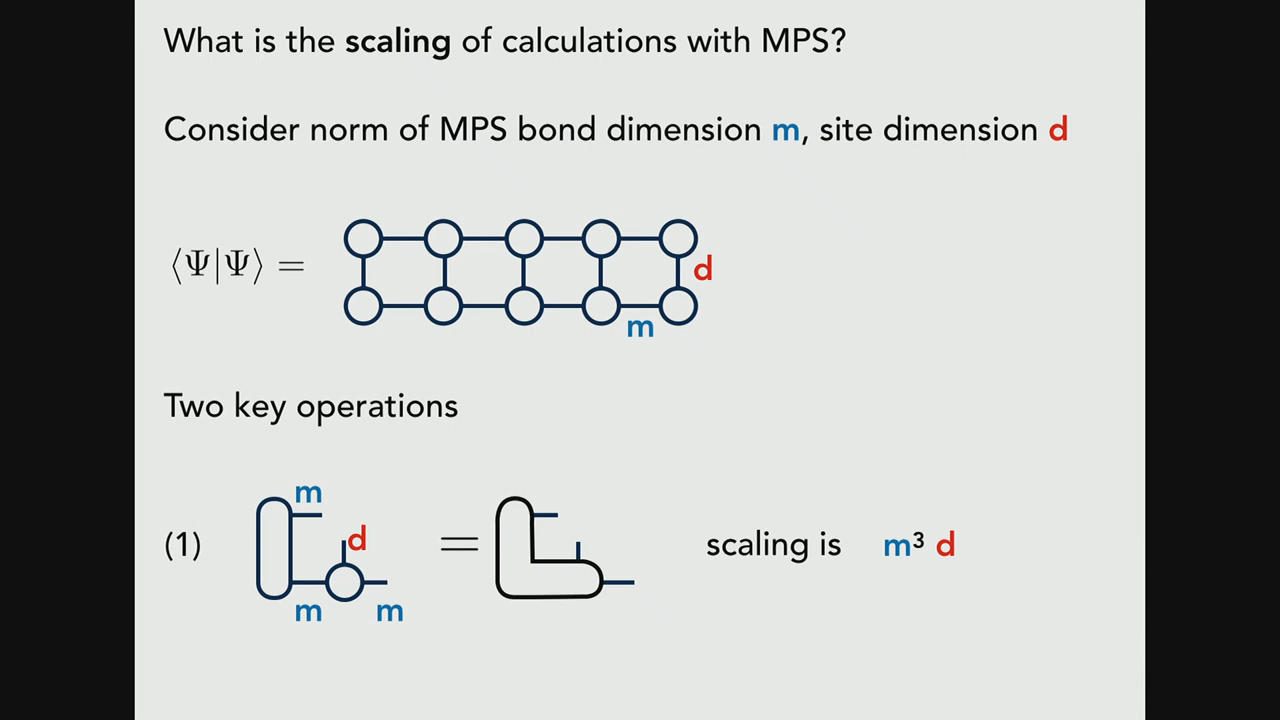 What is the scaling of calculations with MPS?
Consider norm of MPS bond dimension m, site dimension d
⟨Ψ|Ψ⟩ =
d
m
Two key operations
m
(1) d = scaling is m³ d
m m